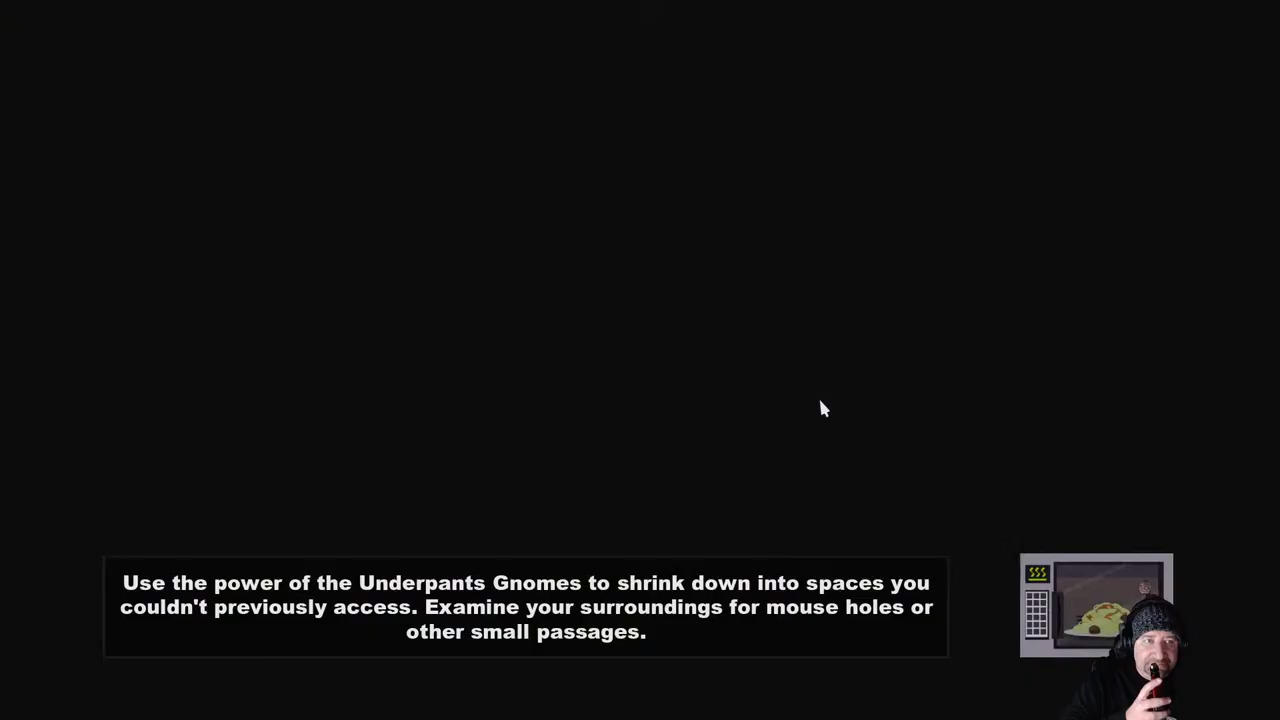 Use the power of the Underpants Gnomes to shrink down into spaces you
couldn't previously access. Examine your surroundings for mouse holes or
other small passages.